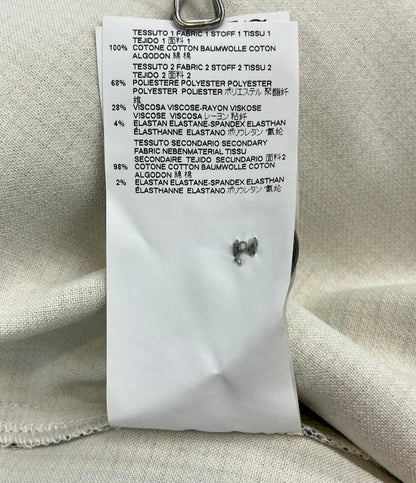 TESSUTO 1 FABRIC 1 STOFF 1 TISSU 1
TEJIDO 1 面料 1
100% COTONE COTTON BAUMWOLLE COTON
ALGODON 綿 棉
TESSUTO 2 FABRIC 2 STOFF 2 TISSU 2
TEJIDO 2 面料 2
68% POLIESTERE POLYESTER POLYESTER
POLYESTER POLIESTER ポリエステル 聚酯纤
维
28% VISCOSA VISCOSE-RAYON VISKOSE
VISCOSE VISCOSA レーヨン 粘纤
4% ELASTAN ELASTANE-SPANDEX ELASTHAN
ÉLASTHANNE ELASTANO ポリウレタン 氨纶
TESSUTO SECONDARIO SECONDARY
FABRIC NEBENMATERIAL TISSU
SECONDAIRE TEJIDO SECUNDARIO 面料2
98% COTONE COTTON BAUMWOLLE COTON
ALGODON 綿 棉
2% ELASTAN ELASTANE-SPANDEX ELASTHAN
ÉLASTHANNE ELASTANO ポリウレタン 氨纶